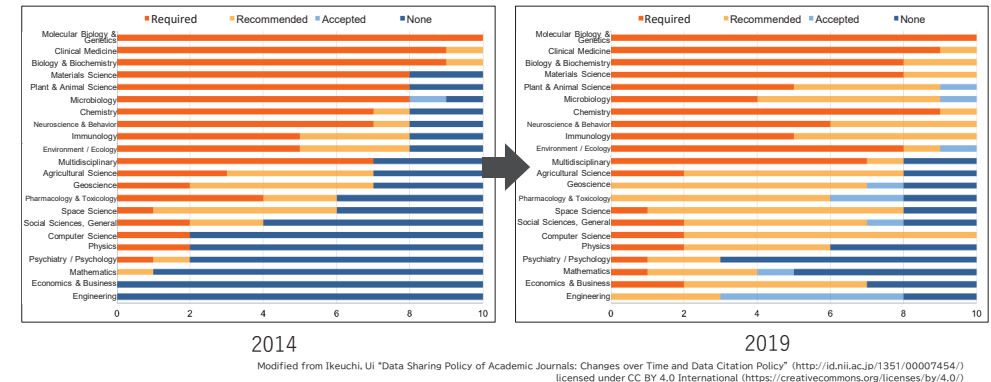 Required Recommended Accepted None
Molecular Biology &
Genetics
Clinical Medicine
Biology & Biochemistry
Materials Science
Plant & Animal Science
Microbiology
Chemistry
Neuroscience & Behavior
Immunology
Environment / Ecology
Multidisciplinary
Agricultural Science
Geoscience
Pharmacology & Toxicology
Space Science
Social Sciences, General
Computer Science
Physics
Psychiatry / Psychology
Mathematics
Economics & Business
Engineering
0 2 4 6 8 10
2014
Required Recommended Accepted None
Molecular Biology &
Genetics
Clinical Medicine
Biology & Biochemistry
Materials Science
Plant & Animal Science
Microbiology
Chemistry
Neuroscience & Behavior
Immunology
Environment / Ecology
Multidisciplinary
Agricultural Science
Geoscience
Pharmacology & Toxicology
Space Science
Social Sciences, General
Computer Science
Physics
Psychiatry / Psychology
Mathematics
Economics & Business
Engineering
0 2 4 6 8 10
2019
Modified from Ikeuchi, Ui "Data Sharing Policy of Academic Journals: Changes over Time and Data Citation Policy" (http://id.nii.ac.jp/1351/00007454/)
licensed under CC BY 4.0 International (https://creativecommons.org/licenses/by/4.0/)